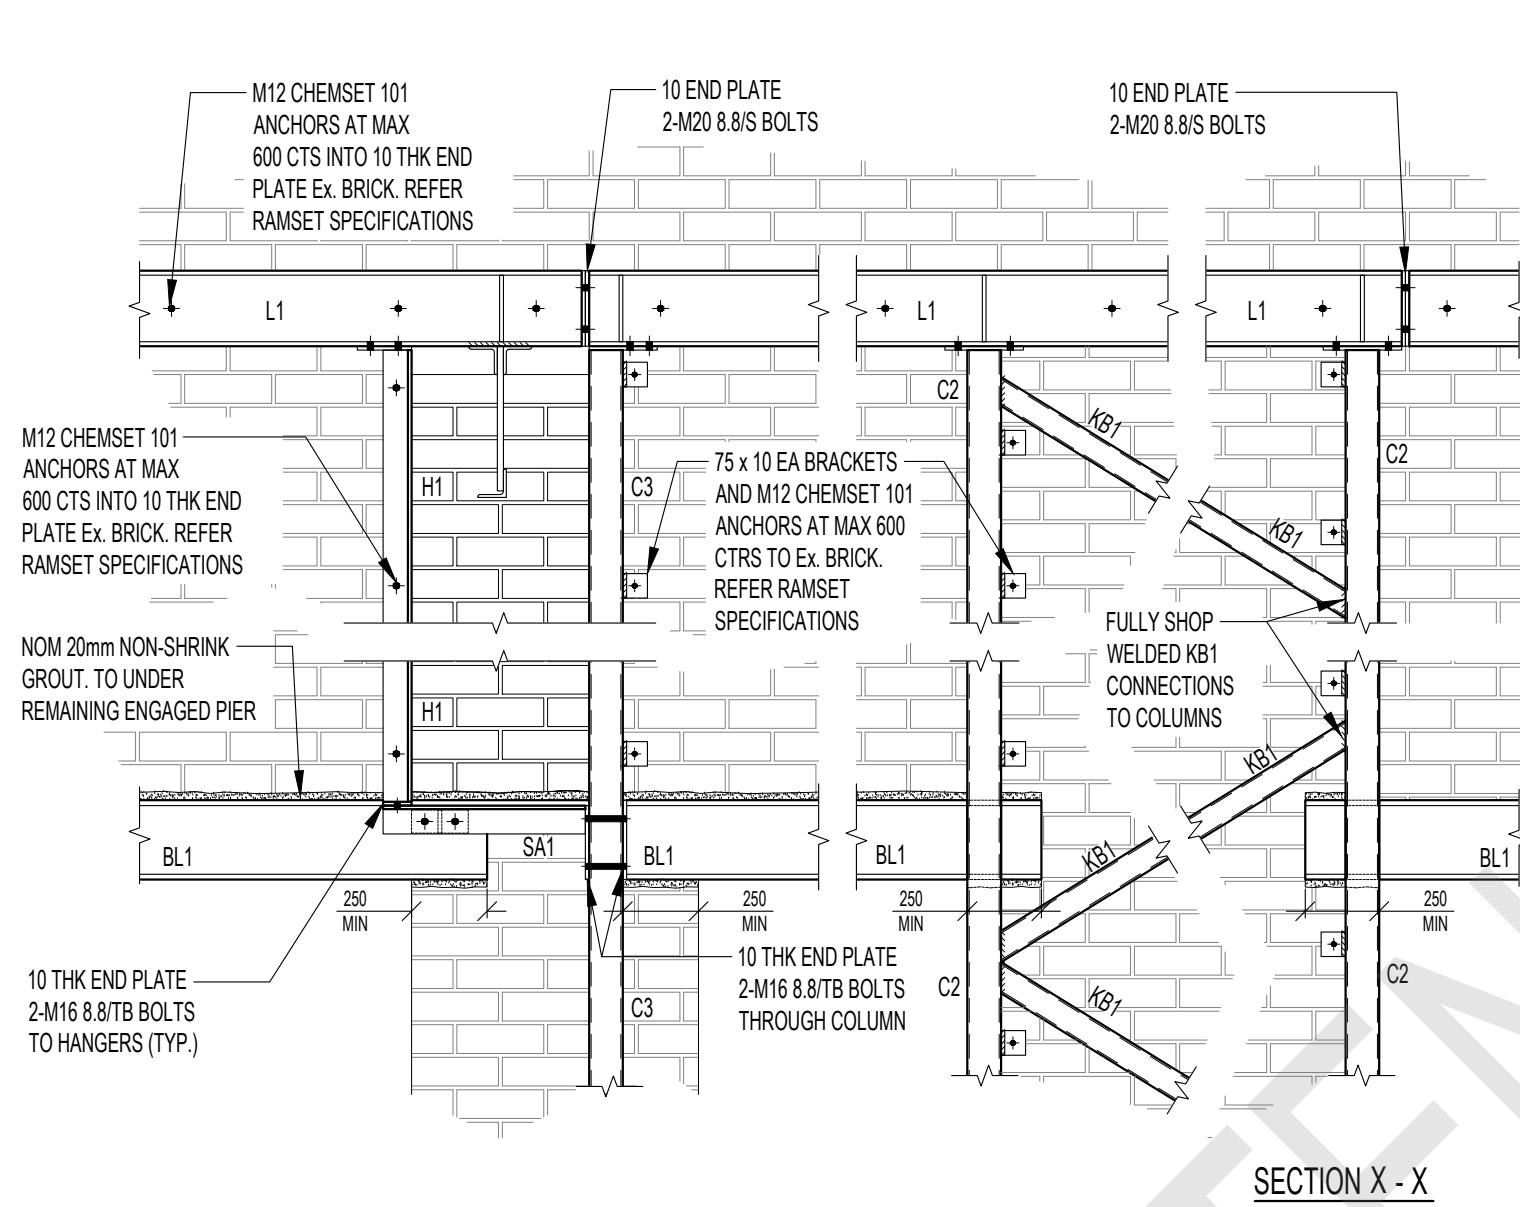 M12 CHEMSET 101
ANCHORS AT MAX
600 CTS INTO 10 THK END
PLATE Ex. BRICK. REFER
RAMSET SPECIFICATIONS
10 END PLATE
2-M20 8.8/S BOLTS
10 END PLATE
2-M20 8.8/S BOLTS
L1
L1
L1
C2
KB1
M12 CHEMSET 101
ANCHORS AT MAX
600 CTS INTO 10 THK END
PLATE Ex. BRICK. REFER
RAMSET SPECIFICATIONS
H1
C3
75 x 10 EA BRACKETS
AND M12 CHEMSET 101
ANCHORS AT MAX 600
CTRS TO Ex. BRICK.
REFER RAMSET
SPECIFICATIONS
C2
KB1
NOM 20mm NON-SHRINK
GROUT. TO UNDER
REMAINING ENGAGED PIER
FULLY SHOP
WELDED KB1
CONNECTIONS
TO COLUMNS
H1
KB1
BL1
SA1
BL1
BL1
KB1
BL1
250
MIN
250
MIN
250
MIN
250
MIN
10 THK END PLATE
2-M16 8.8/TB BOLTS
TO HANGERS (TYP.)
10 THK END PLATE
2-M16 8.8/TB BOLTS
THROUGH COLUMN
C3
C2
KB1
C2
SECTION X - X